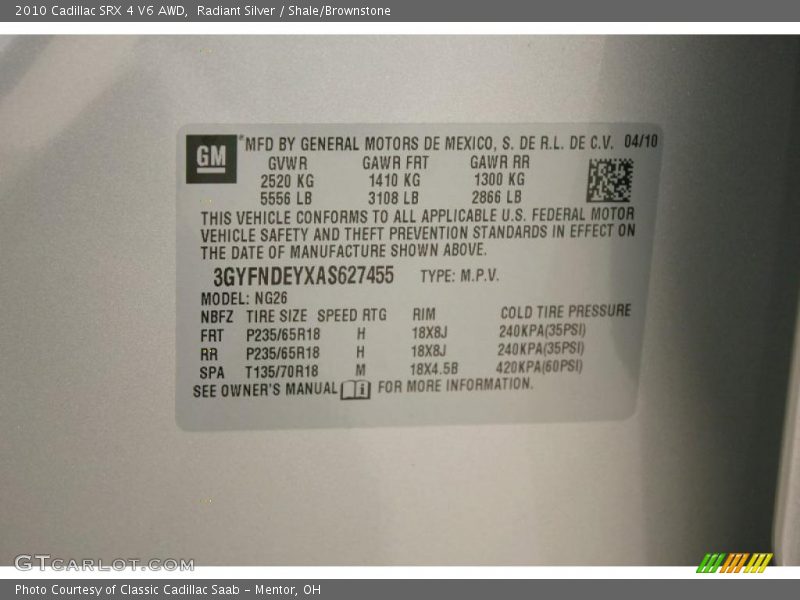 2010 Cadillac SRX 4 V6 AWD,  Radiant Silver / Shale/Brownstone
GM MFD BY GENERAL MOTORS DE MEXICO, S. DE R.L. DE C.V. 04/10
GVWR GAWR FRT GAWR RR
2520 KG 1410 KG 1300 KG
5556 LB 3108 LB 2866 LB
THIS VEHICLE CONFORMS TO ALL APPLICABLE U.S. FEDERAL MOTOR
VEHICLE SAFETY AND THEFT PREVENTION STANDARDS IN EFFECT ON
THE DATE OF MANUFACTURE SHOWN ABOVE.
3GYFNDEYXAS627455 TYPE: M.P.V.
MODEL: NG26
NBFZ TIRE SIZE SPEED RTG RIM COLD TIRE PRESSURE
FRT P235/65R18 H 18X8J 240KPA(35PSI)
RR P235/65R18 H 18X8J 240KPA(35PSI)
SPA T135/70R18 M 18X4.5B 420KPA(60PSI)
SEE OWNER'S MANUAL i FOR MORE INFORMATION.
GTCARLOT.COM
Photo Courtesy of Classic Cadillac Saab - Mentor, OH